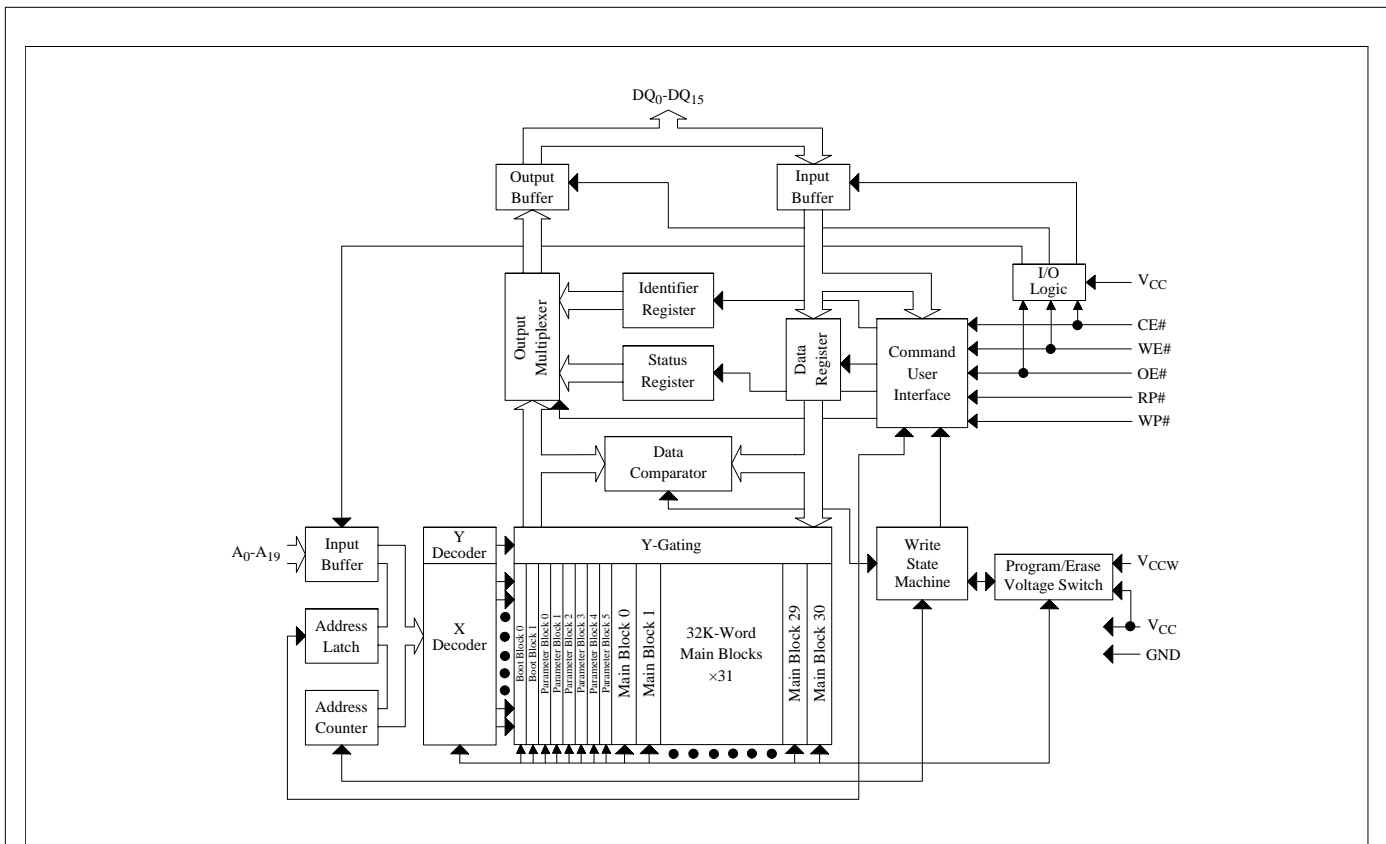 DQ0-DQ15
Output
Buffer
Input
Buffer
I/O
Logic
VCC
Output
Multiplexer
Identifier
Register
Status
Register
Data
Register
Command
User
Interface
CE#
WE#
OE#
RP#
WP#
Data
Comparator
A0-A19
Input
Buffer
Address
Latch
Address
Counter
Y
Decoder
X
Decoder
Y-Gating
Boot Block 0
Boot Block 1
Parameter Block 0
Parameter Block 1
Parameter Block 2
Parameter Block 3
Parameter Block 4
Parameter Block 5
Main Block 0
Main Block 1
32K-Word
Main Blocks
×31
Main Block 29
Main Block 30
Write
State
Machine
Program/Erase
Voltage Switch
VCCW
VCC
GND